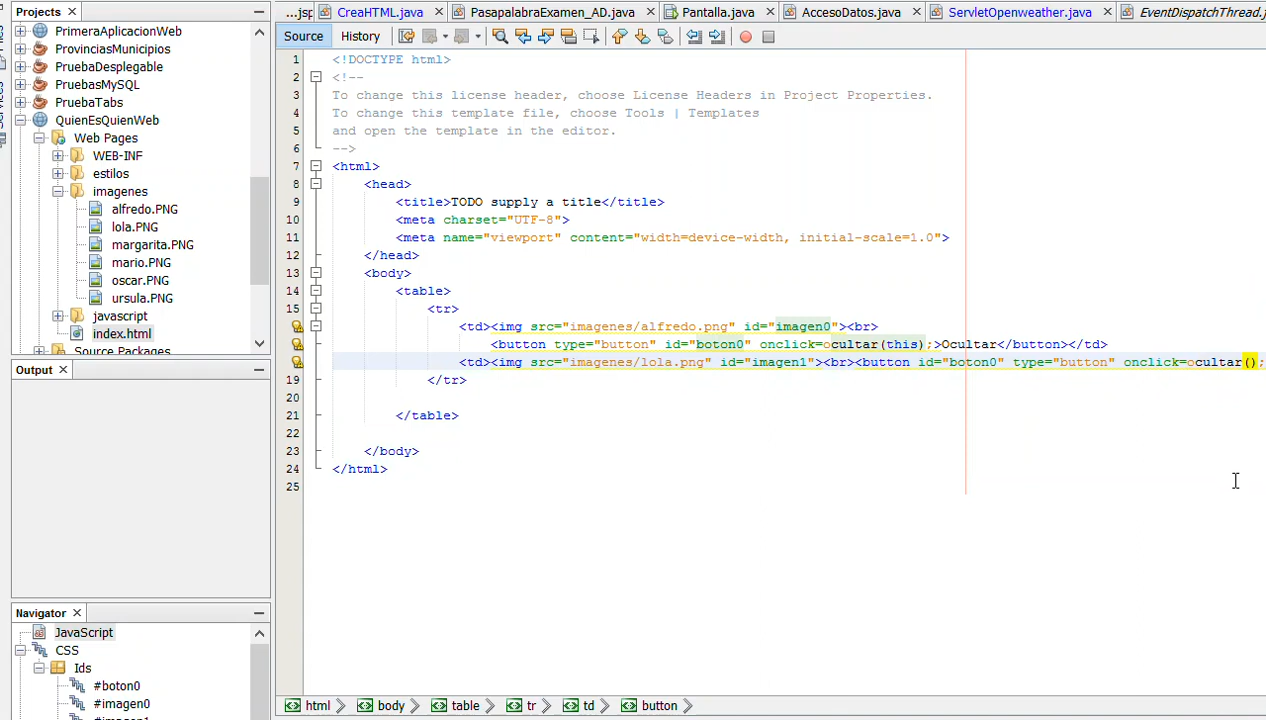 Projects
...jsp
CreaHTML.java
PasapalabraExamen_AD.java
Pantalla.java
AccesoDatos.java
ServletOpenweather.java
EventDispatchThread.j
PrimeraAplicacionWeb
ProvinciasMunicipios
PruebaDesplegable
PruebasMySQL
PruebaTabs
QuienEsQuienWeb
Web Pages
WEB-INF
estilos
imagenes
alfredo.PNG
lola.PNG
margarita.PNG
mario.PNG
oscar.PNG
ursula.PNG
javascript
index.html
Source Packages
Output
Navigator
JavaScript
CSS
Ids
#boton0
#imagen0
Source History
1 <!DOCTYPE html>
2 <!--
3 To change this license header, choose License Headers in Project Properties.
4 To change this template file, choose Tools | Templates
5 and open the template in the editor.
6 -->
7 <html>
8 <head>
9 <title>TODO supply a title</title>
10 <meta charset="UTF-8">
11 <meta name="viewport" content="width=device-width, initial-scale=1.0">
12 </head>
13 <body>
14 <table>
15 <tr>
<td><img src="imagenes/alfredo.png" id="imagen0"><br>
<button type="button" id="boton0" onclick=ocultar(this);>Ocultar</button></td>
<td><img src="imagenes/lola.png" id="imagen1"><br><button id="boton0" type="button" onclick=ocultar();
19 </tr>
20
21 </table>
22
23 </body>
24 </html>
25
html body table tr td button